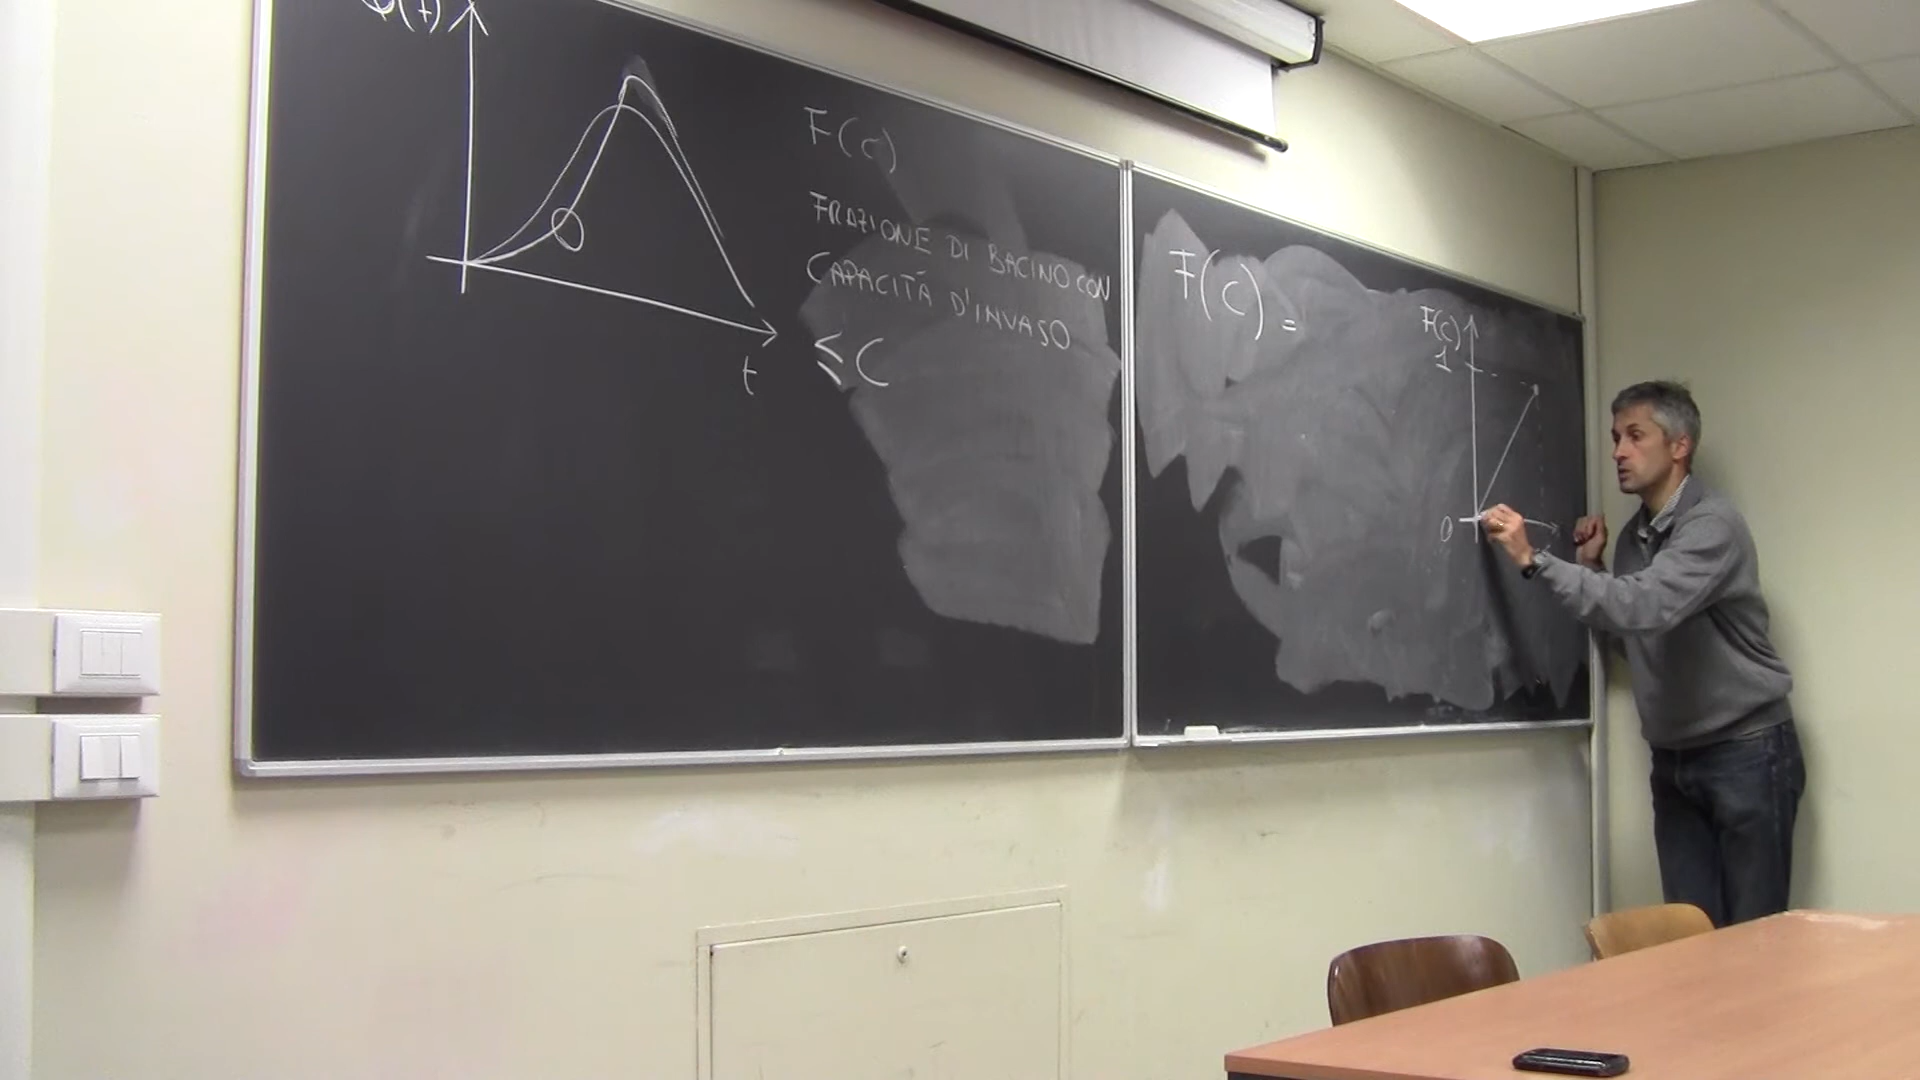 Q(t)
t
F(c)
FRAZIONE DI BACINO CON
CAPACITÀ D'INVASO
≤ C
F(C) =
F(C)
1
0